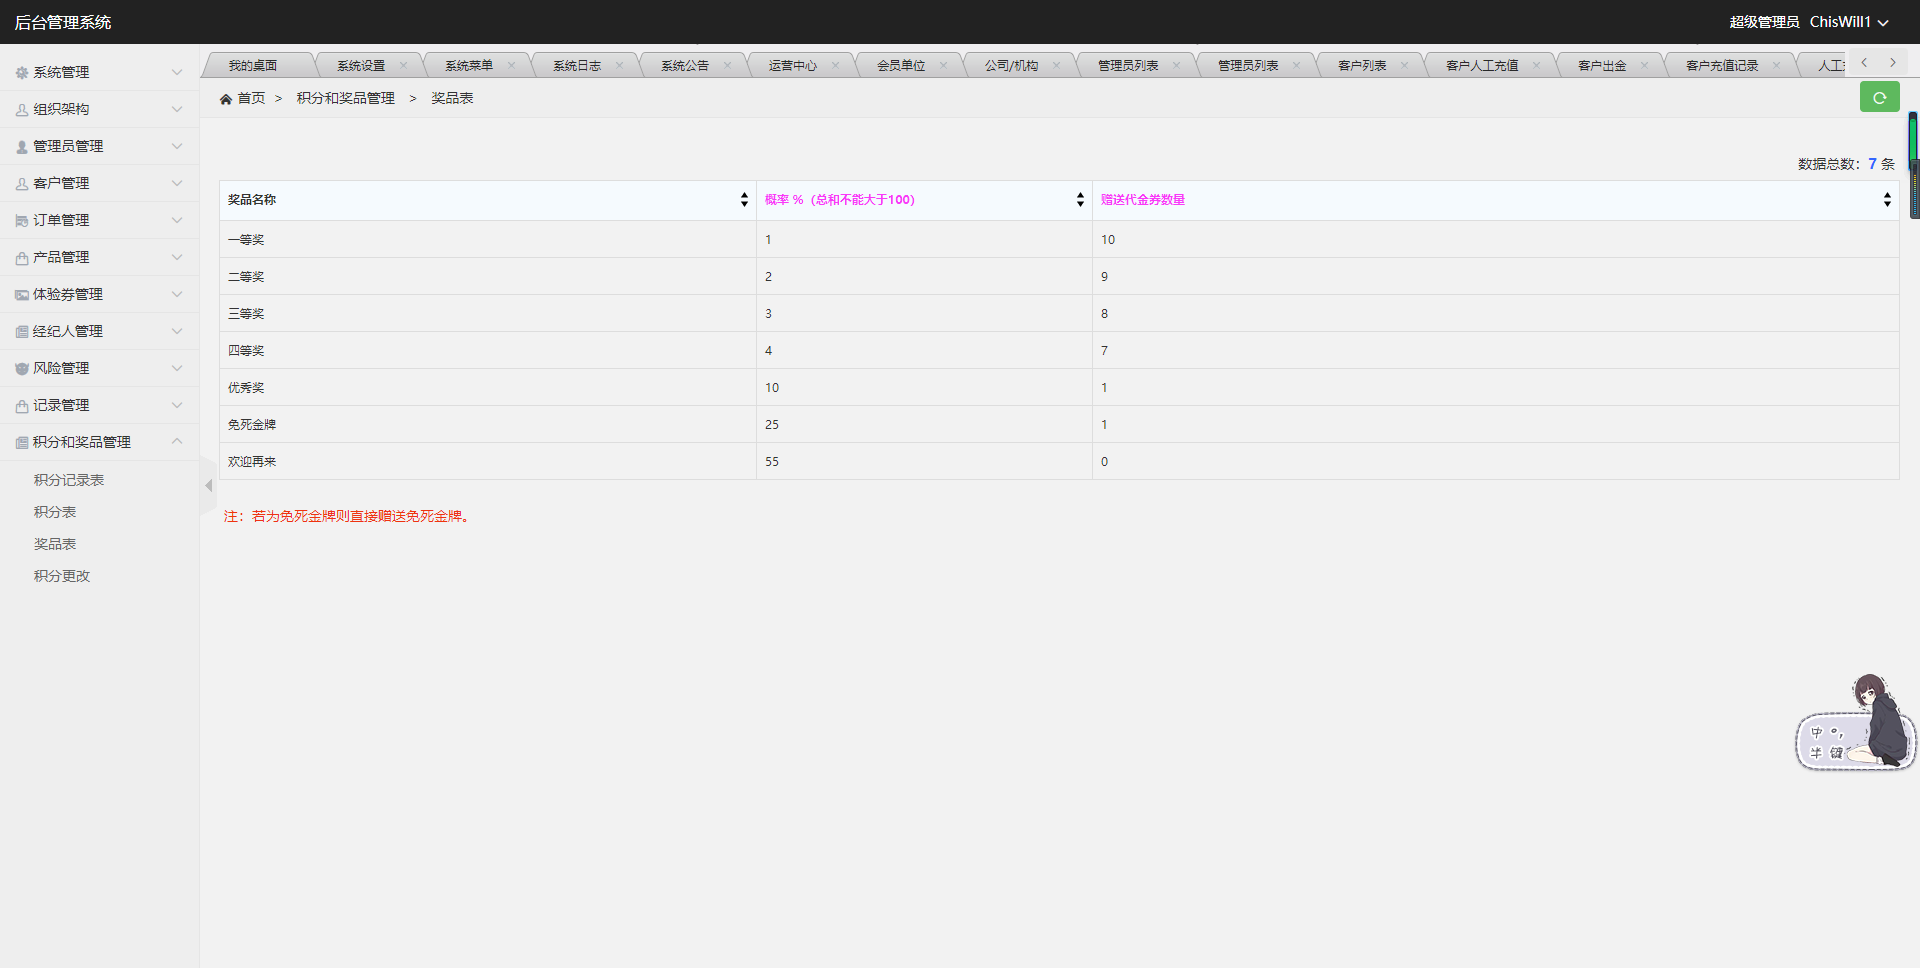 后台管理系统
超级管理员 ChisWill1
系统管理
组织架构
管理员管理
客户管理
订单管理
产品管理
体验券管理
经纪人管理
风险管理
记录管理
积分和奖品管理
积分记录表
积分表
奖品表
积分更改
我的桌面 系统设置 系统菜单 系统日志 系统公告 运营中心 会员单位 公司/机构 管理员列表 管理员列表 客户列表 客户人工充值 客户出金 客户充值记录 人工
首页 > 积分和奖品管理 > 奖品表
数据总数：7 条
奖品名称 概率 %（总和不能大于100） 赠送代金券数量
一等奖 1 10
二等奖 2 9
三等奖 3 8
四等奖 4 7
优秀奖 10 1
免死金牌 25 1
欢迎再来 55 0
注：若为免死金牌则直接赠送免死金牌。
中 °,
半 键